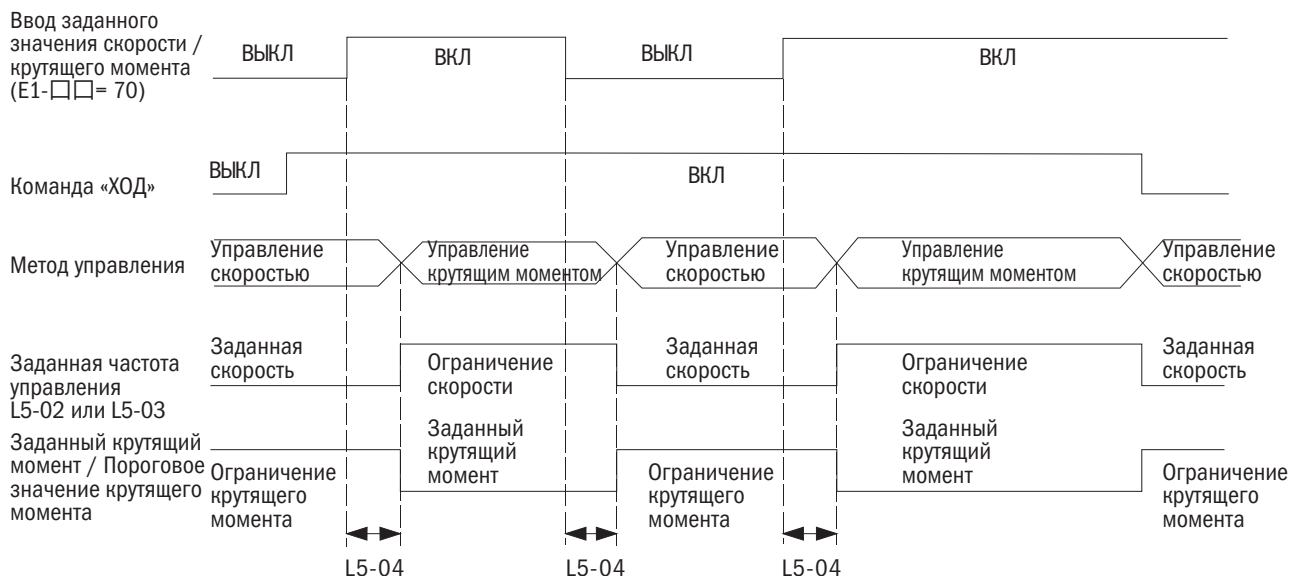 Ввод заданного
значения скорости /
крутящего момента
(E1-□□= 70)
ВЫКЛ
ВКЛ
ВЫКЛ
ВКЛ
Команда «ХОД»
ВЫКЛ
ВКЛ
Метод управления
Управление
скоростью
Управление
крутящим моментом
Управление
скоростью
Управление
крутящим моментом
Управление
скоростью
Заданная частота
управления
L5-02 или L5-03
Заданная
скорость
Ограничение
скорости
Заданная
скорость
Ограничение
скорости
Заданная
скорость
Заданный крутящий
момент / Пороговое
значение крутящего
момента
Ограничение
крутящего
момента
Заданный
крутящий
момент
Ограничение
крутящего
момента
Заданный
крутящий
момент
Ограничение
крутящего
момента
L5-04
L5-04
L5-04